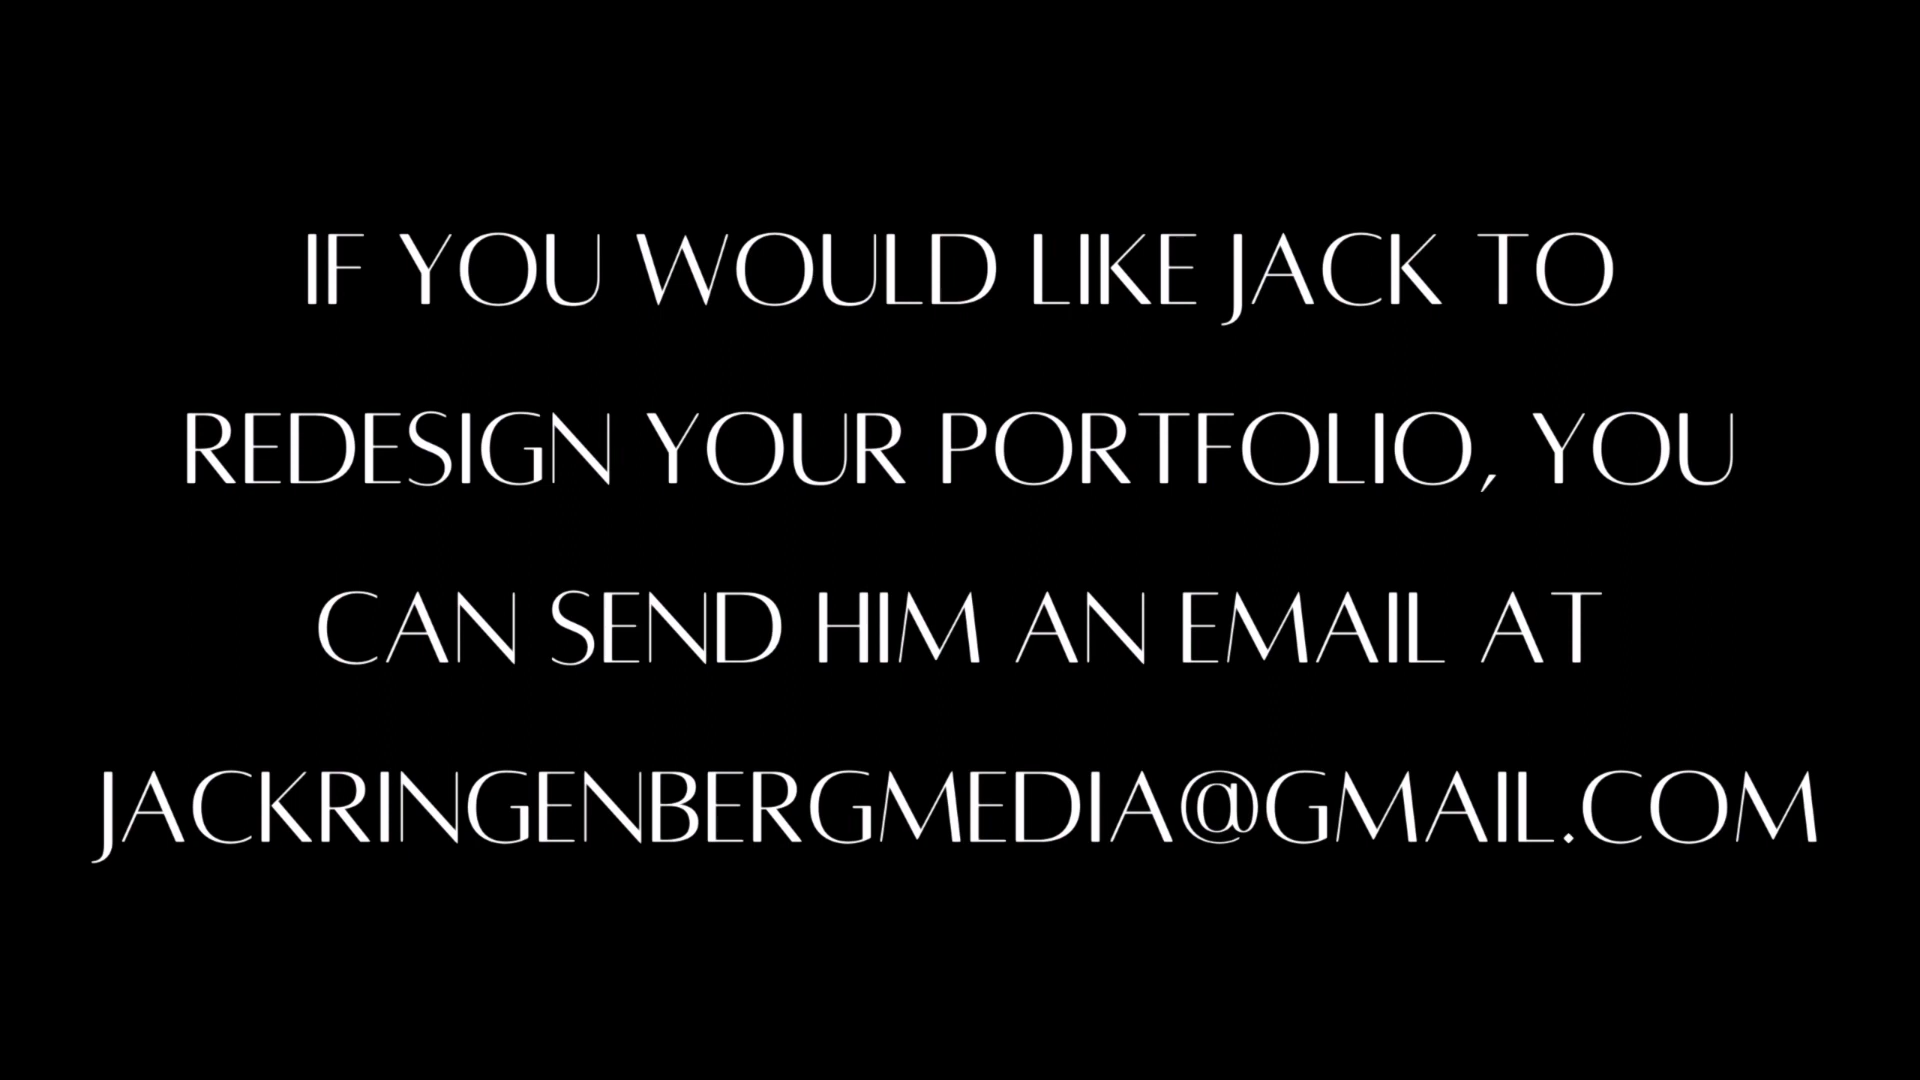 IF YOU WOULD LIKE JACK TO
REDESIGN YOUR PORTFOLIO, YOU
CAN SEND HIM AN EMAIL AT
JACKRINGENBERGMEDIA@GMAIL.COM